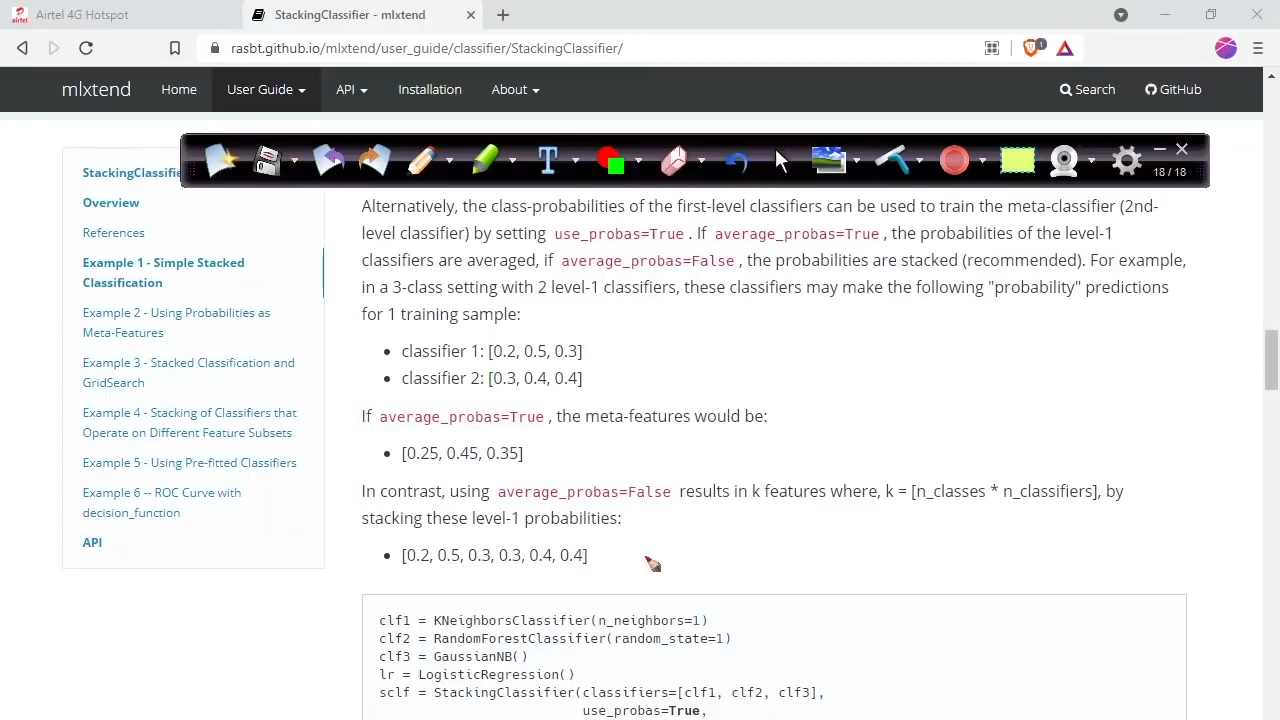 airtel
Airtel 4G Hotspot
StackingClassifier - mlxtend
rasbt.github.io/mlxtend/user_guide/classifier/StackingClassifier/
1
mlxtend
Home
User Guide
API
Installation
About
Search
GitHub
T
18 / 18
StackingClassifie
Overview
References
Example 1 - Simple Stacked
Classification
Example 2 - Using Probabilities as
Meta-Features
Example 3 - Stacked Classification and
GridSearch
Example 4 - Stacking of Classifiers that
Operate on Different Feature Subsets
Example 5 - Using Pre-fitted Classifiers
Example 6 -- ROC Curve with
decision_function
API
Alternatively, the class-probabilities of the first-level classifiers can be used to train the meta-classifier (2nd-
level classifier) by setting use_probas=True . If average_probas=True , the probabilities of the level-1
classifiers are averaged, if average_probas=False , the probabilities are stacked (recommended). For example,
in a 3-class setting with 2 level-1 classifiers, these classifiers may make the following "probability" predictions
for 1 training sample:
• classifier 1: [0.2, 0.5, 0.3]
• classifier 2: [0.3, 0.4, 0.4]
If average_probas=True , the meta-features would be:
• [0.25, 0.45, 0.35]
In contrast, using average_probas=False results in k features where, k = [n_classes * n_classifiers], by
stacking these level-1 probabilities:
• [0.2, 0.5, 0.3, 0.3, 0.4, 0.4]
clf1 = KNeighborsClassifier(n_neighbors=1)
clf2 = RandomForestClassifier(random_state=1)
clf3 = GaussianNB()
lr = LogisticRegression()
sclf = StackingClassifier(classifiers=[clf1, clf2, clf3],
use_probas=True,